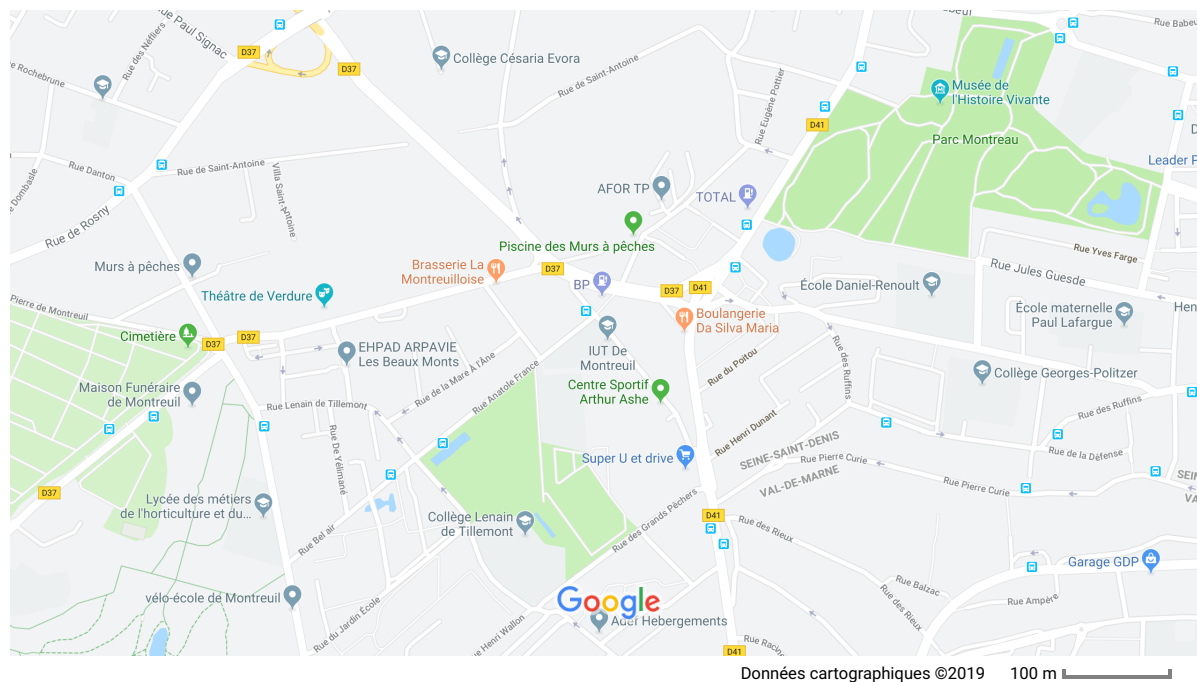 Rue Paul Signac
Rue des Néfliers
D37
D37
Collège Césaria Evora
Rue Babeu
Rochebrune
Rue de Saint-Antoine
Rue Eugène Pottier
Musée de
l'Histoire Vivante
D41
Parc Montreau
Leader
Rue Danton
Rue de Saint-Antoine
Villa Saint-Antoine
Rue de Rosny
AFOR TP
TOTAL
Piscine des Murs à pêches
Murs à pêches
Brasserie La
Montreuilloise
D37
BP
D37
D41
Rue Yves Farge
Rue Jules Guesde
École Daniel-Renoult
Théâtre de Verdure
Pierre de Montreuil
Cimetière
D37
D37
Boulangerie
Da Silva Maria
École maternelle
Paul Lafargue
EHPAD ARPAVIE
Les Beaux Monts
IUT De
Montreuil
Rue des Ruffins
Rue du Poitou
Collège Georges-Politzer
Maison Funéraire
de Montreuil
Rue de la Mare À l'Âne
Rue Anatole France
Centre Sportif
Arthur Ashe
Rue Lenain de Tillemont
Rue des Ruffins
Rue Henri Dunant
Rue De Yélimané
SEINE-SAINT-DENIS
VAL-DE-MARNE
Super U et drive
Rue Pierre Curie
Rue de la Défense
Rue Pierre Curie
D37
Lycée des métiers
de l'horticulture et du...
Collège Lenain
de Tillemont
Rue des Grands Pêchers
D41
Rue des Rieux
Rue Bel air
Garage GDP
Rue Balzac
Rue des Rieux
Rue Ampère
vélo-école de Montreuil
Google
Ader Hebergements
Rue du Jardin École
Rue Henri Wallon
D41
Données cartographiques ©2019 100 m